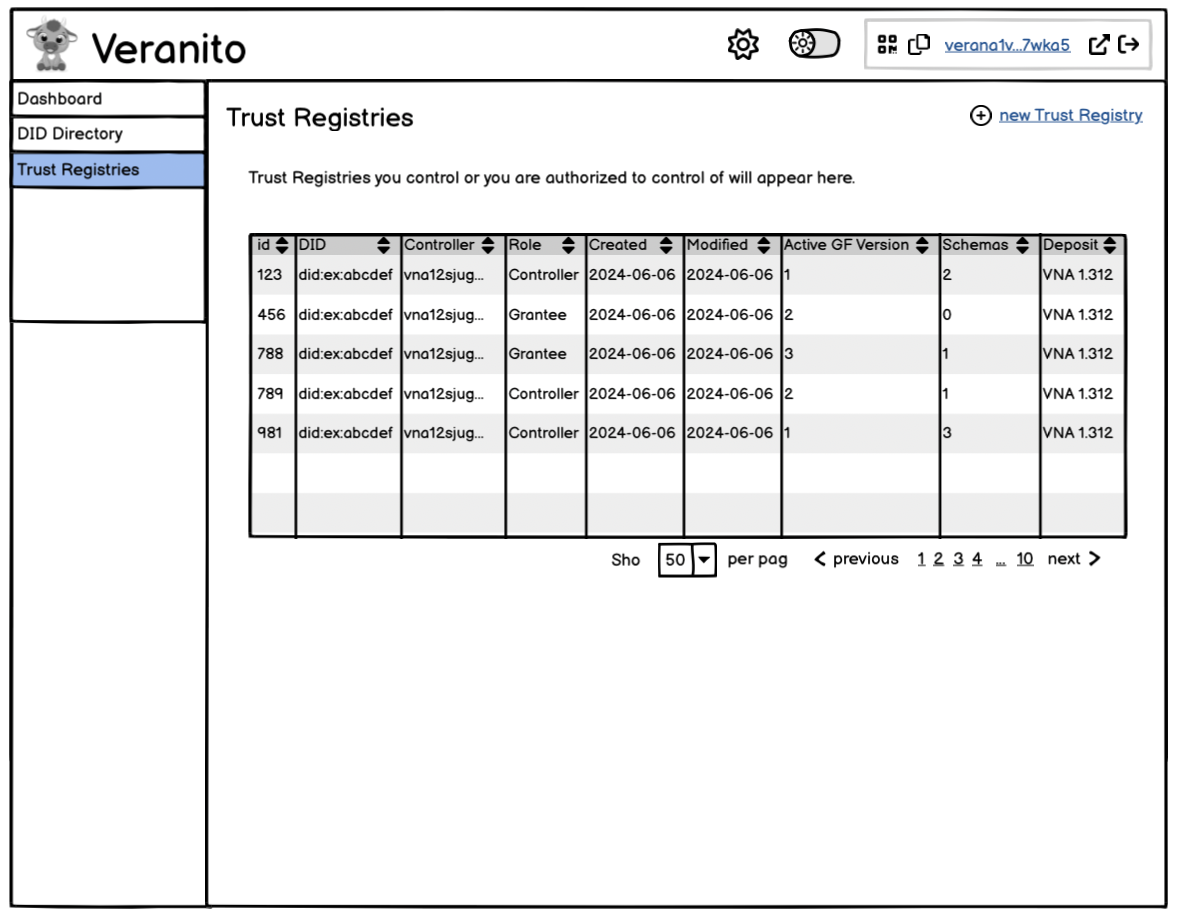 Veranito
verana1v...7wka5
Dashboard
DID Directory
Trust Registries
Trust Registries
new Trust Registry
Trust Registries you control or you are authorized to control of will appear here.
id DID Controller Role Created Modified Active GF Version Schemas Deposit
123 did:ex:abcdef vna12sjug... Controller 2024-06-06 2024-06-06 1 2 VNA 1.312
456 did:ex:abcdef vna12sjug... Grantee 2024-06-06 2024-06-06 2 0 VNA 1.312
788 did:ex:abcdef vna12sjug... Grantee 2024-06-06 2024-06-06 3 1 VNA 1.312
789 did:ex:abcdef vna12sjug... Controller 2024-06-06 2024-06-06 2 1 VNA 1.312
981 did:ex:abcdef vna12sjug... Controller 2024-06-06 2024-06-06 1 3 VNA 1.312
Sho 50 per pag previous 1 2 3 4 ... 10 next